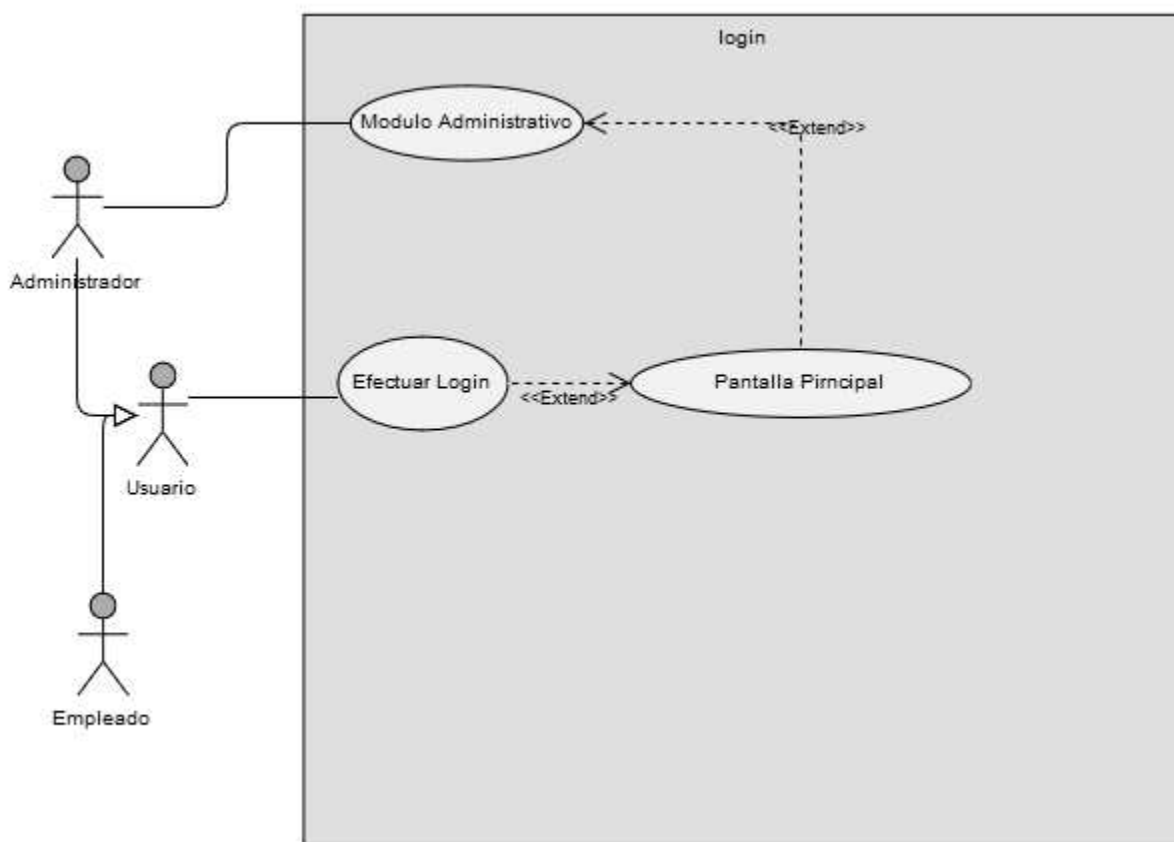 login
Modulo Administrativo
<<Extend>>
Administrador
Efectuar Login
<<Extend>>
Pantalla Pirncipal
Usuario
Empleado